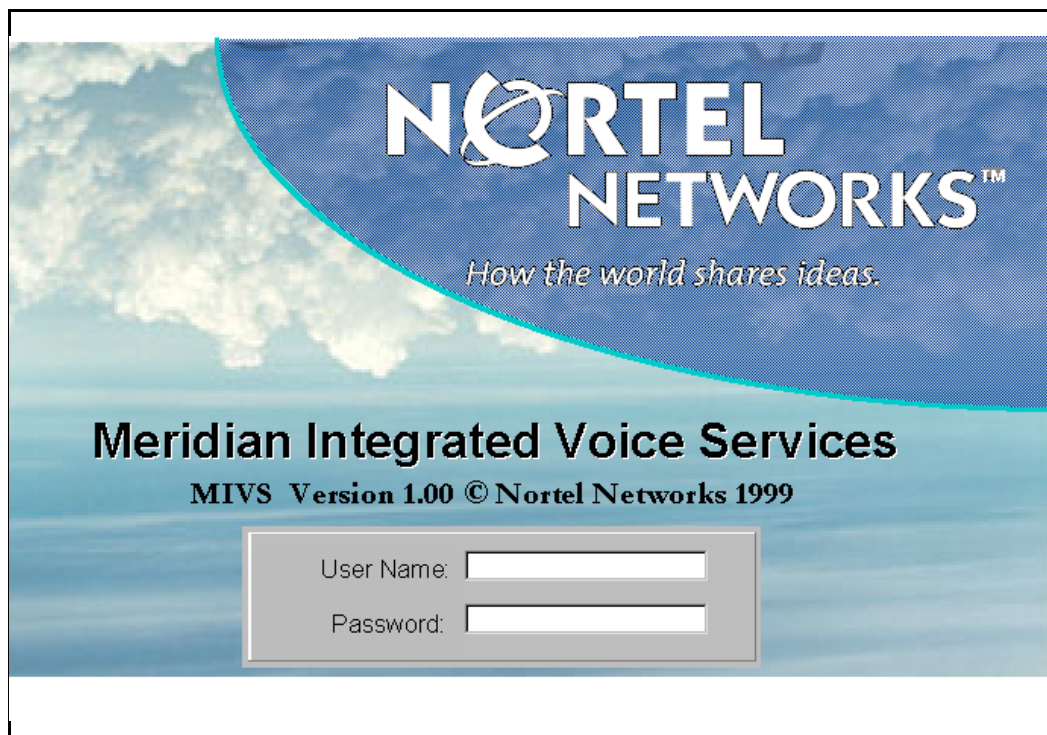 NORTEL
NETWORKS™
How the world shares ideas.
Meridian Integrated Voice Services
MIVS Version 1.00 © Nortel Networks 1999
User Name:
Password: